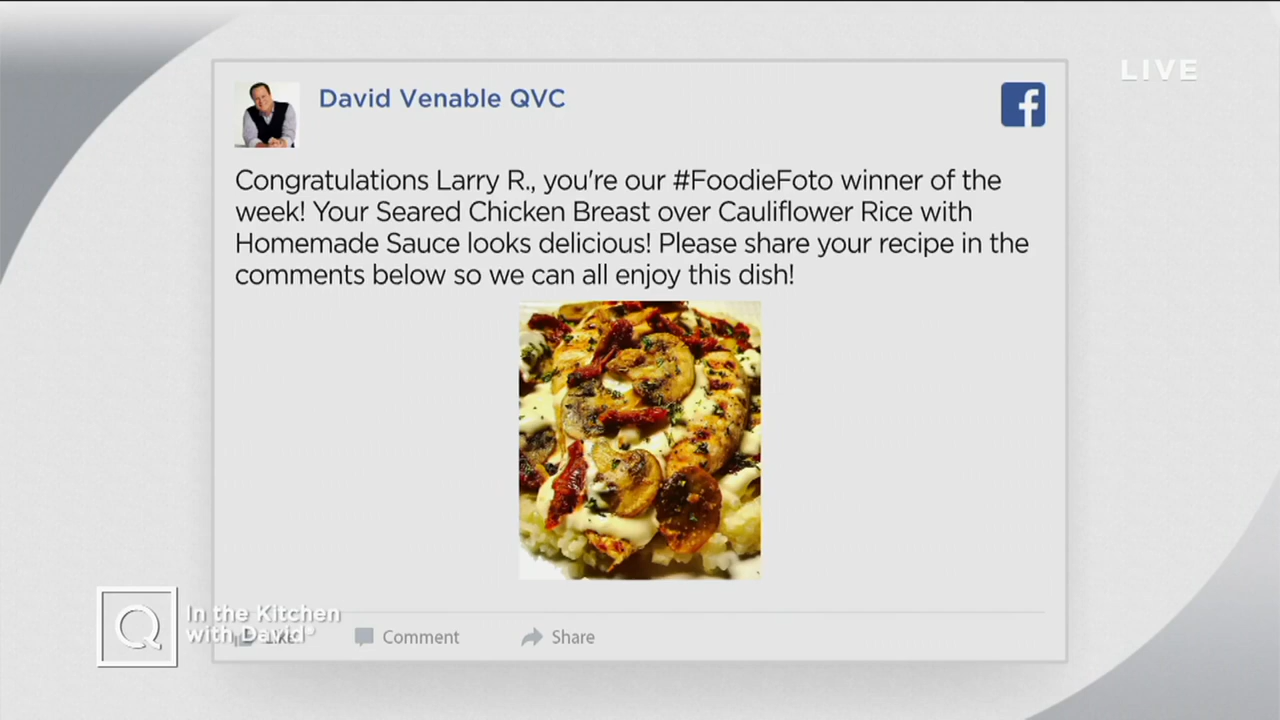 LIVE
David Venable QVC
Congratulations Larry R., you're our #FoodieFoto winner of the
week! Your Seared Chicken Breast over Cauliflower Rice with
Homemade Sauce looks delicious! Please share your recipe in the
comments below so we can all enjoy this dish!
Q
In the Kitchen
with David®
Like
Comment
Share